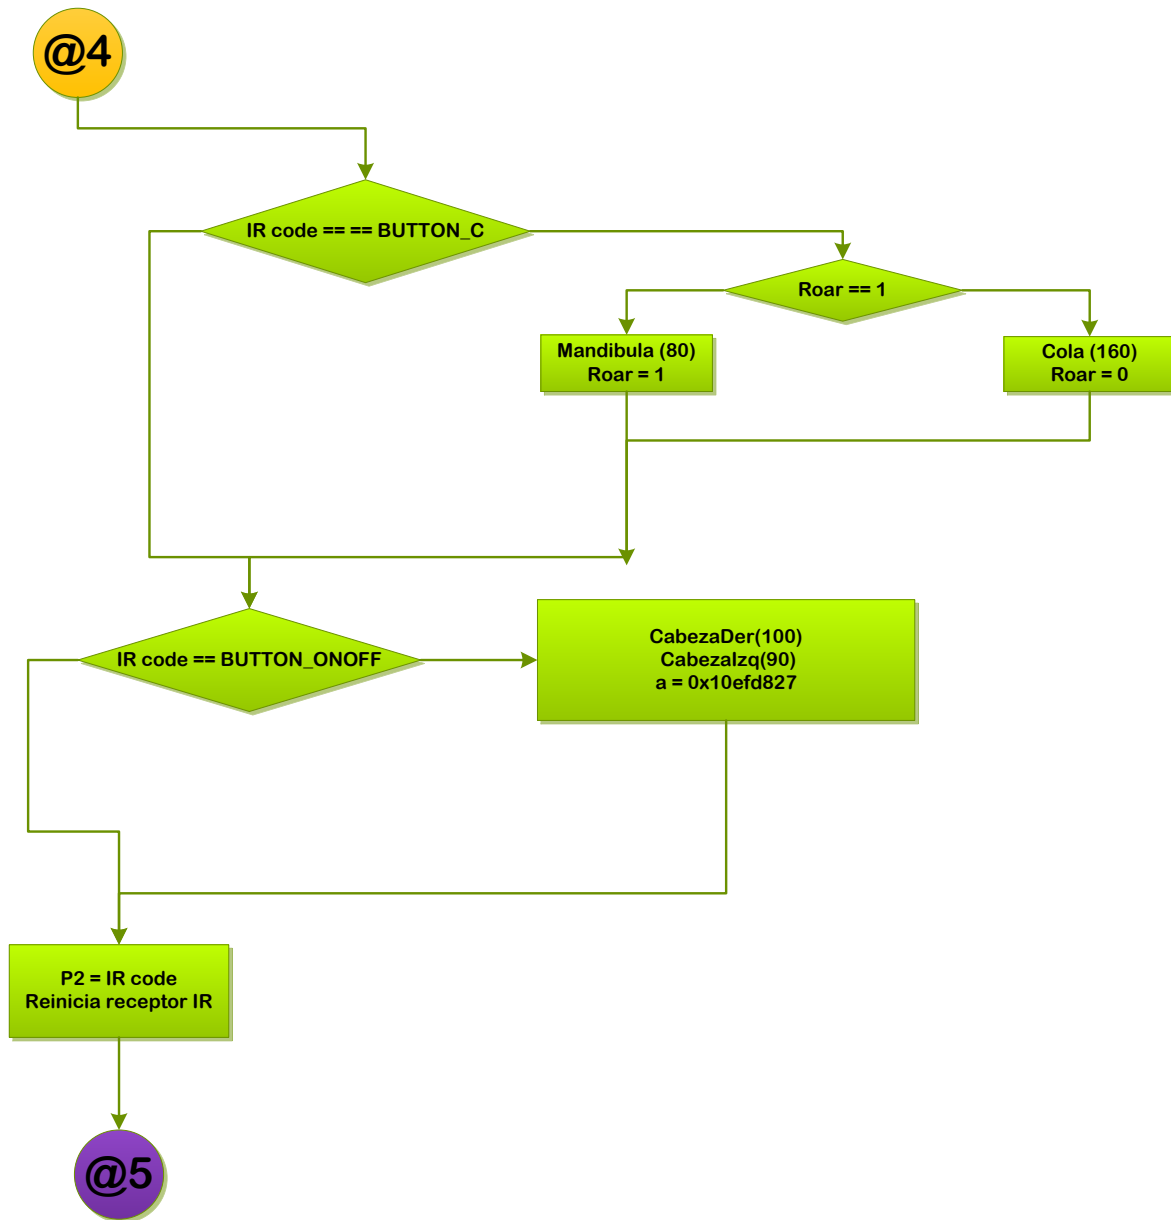 @4
IR code == == BUTTON_C
Roar == 1
Mandibula (80)
Roar = 1
Cola (160)
Roar = 0
IR code == BUTTON_ONOFF
CabezaDer(100)
CabezaIzq(90)
a = 0x10efd827
P2 = IR code
Reinicia receptor IR
@5